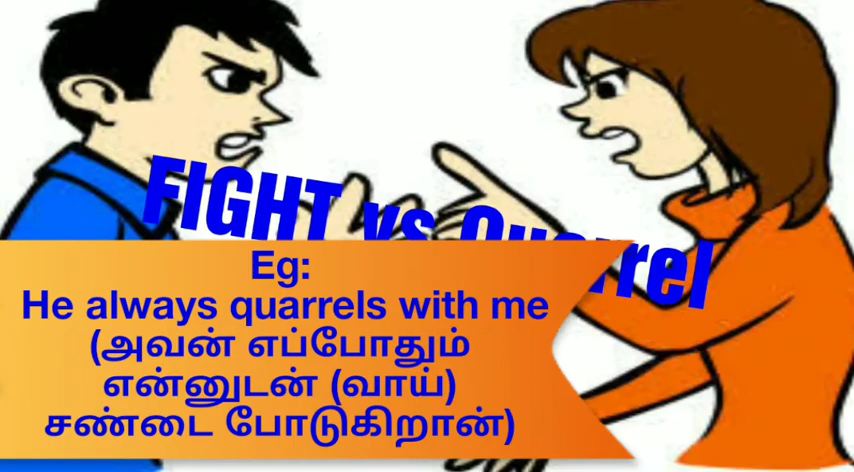 FIGHT vs Quarrel
Eg:
He always quarrels with me
(அவன் எப்போதும்
என்னுடன் (வாய்)
சண்டை போடுகிறான்)